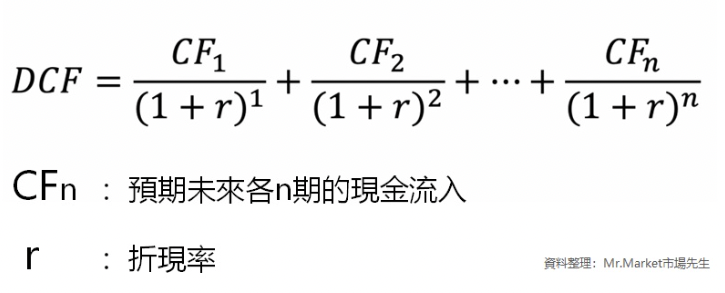 DCF = CF₁/(1 + r)¹ + CF₂/(1 + r)² + ⋯ + CFₙ/(1 + r)ⁿ
CFn : 預期未來各n期的現金流入
r : 折現率
資料整理：Mr.Market市場先生